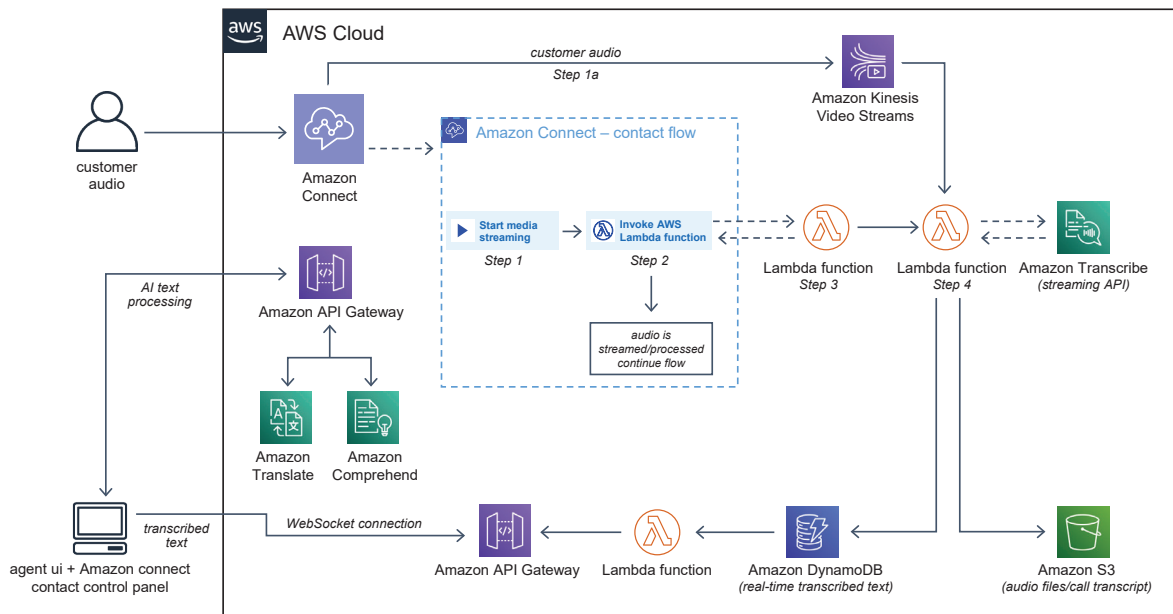 aws
AWS Cloud
customer audio
Step 1a
Amazon Kinesis
Video Streams
customer
audio
Amazon
Connect
Amazon Connect – contact flow
Start media
streaming
Step 1
Invoke AWS
Lambda function
Step 2
audio is
streamed/processed
continue flow
Lambda function
Step 3
Lambda function
Step 4
Amazon Transcribe
(streaming API)
AI text
processing
Amazon API Gateway
A
文
Amazon
Translate
Amazon
Comprehend
agent ui + Amazon connect
contact control panel
transcribed
text
WebSocket connection
Amazon API Gateway
Lambda function
Amazon DynamoDB
(real-time transcribed text)
Amazon S3
(audio files/call transcript)